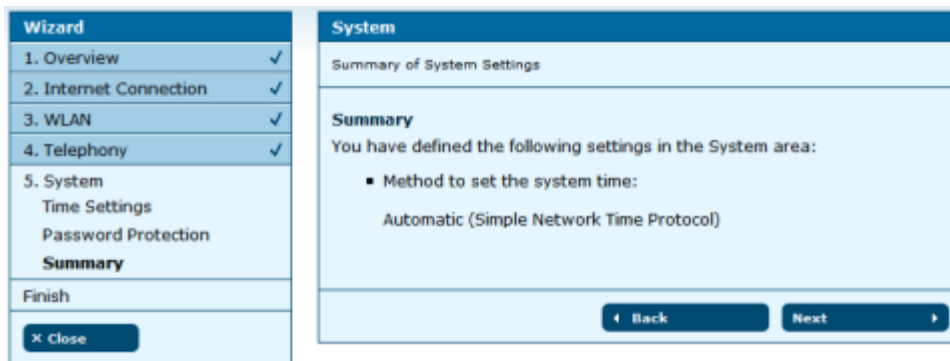 Wizard
1. Overview
2. Internet Connection
3. WLAN
4. Telephony
5. System
Time Settings
Password Protection
Summary
Finish
× Close
System
Summary of System Settings
Summary
You have defined the following settings in the System area:
▪ Method to set the system time:
Automatic (Simple Network Time Protocol)
Back
Next